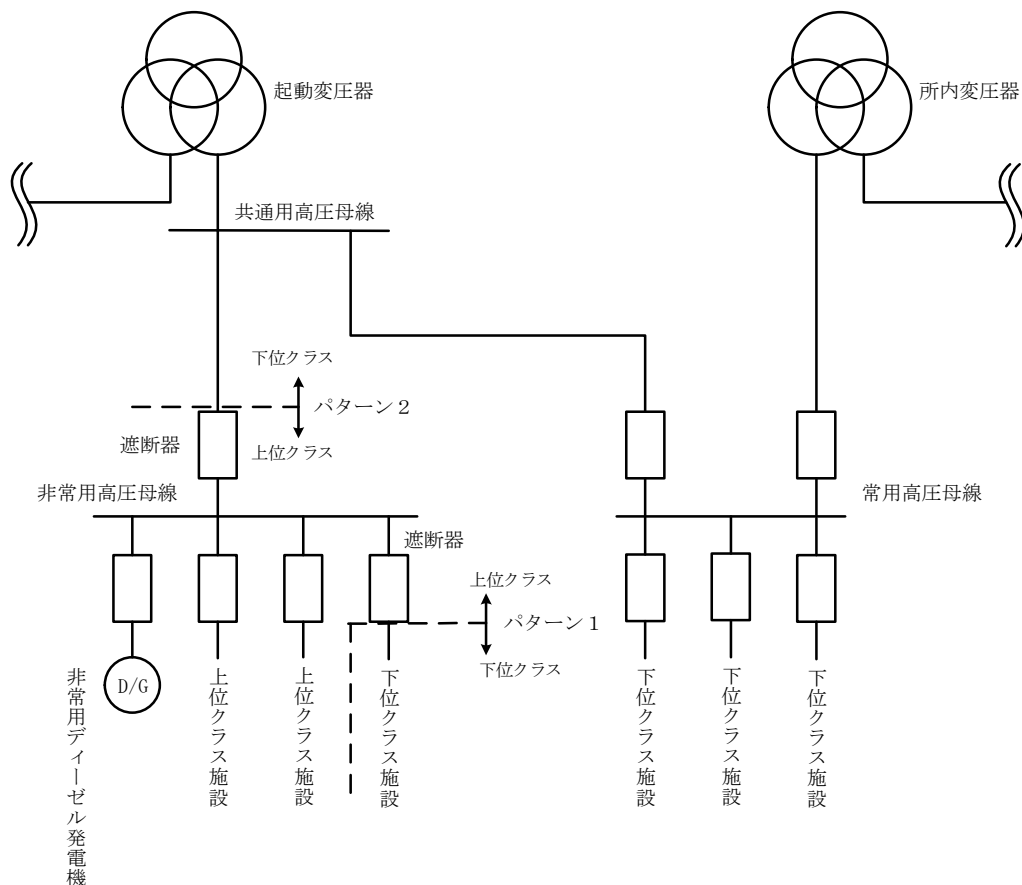 起動変圧器
所内変圧器
共通用高圧母線
下位クラス
パターン２
上位クラス
遮断器
非常用高圧母線
常用高圧母線
遮断器
上位クラス
パターン１
下位クラス
D/G
非常用ディーゼル発電機
上位クラス施設
上位クラス施設
下位クラス施設
下位クラス施設
下位クラス施設
下位クラス施設